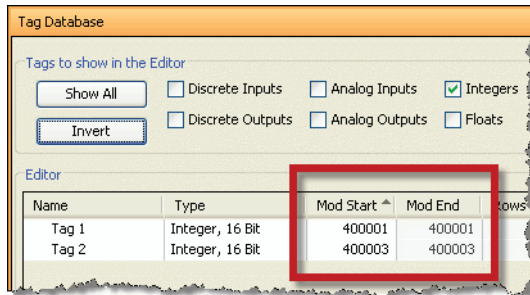 Tag Database
Tags to show in the Editor
Show All Discrete Inputs Analog Inputs Integers
Invert Discrete Outputs Analog Outputs Floats
Editor
Name Type Mod Start Mod End Rows
Tag 1 Integer, 16 Bit 400001 400001
Tag 2 Integer, 16 Bit 400003 400003